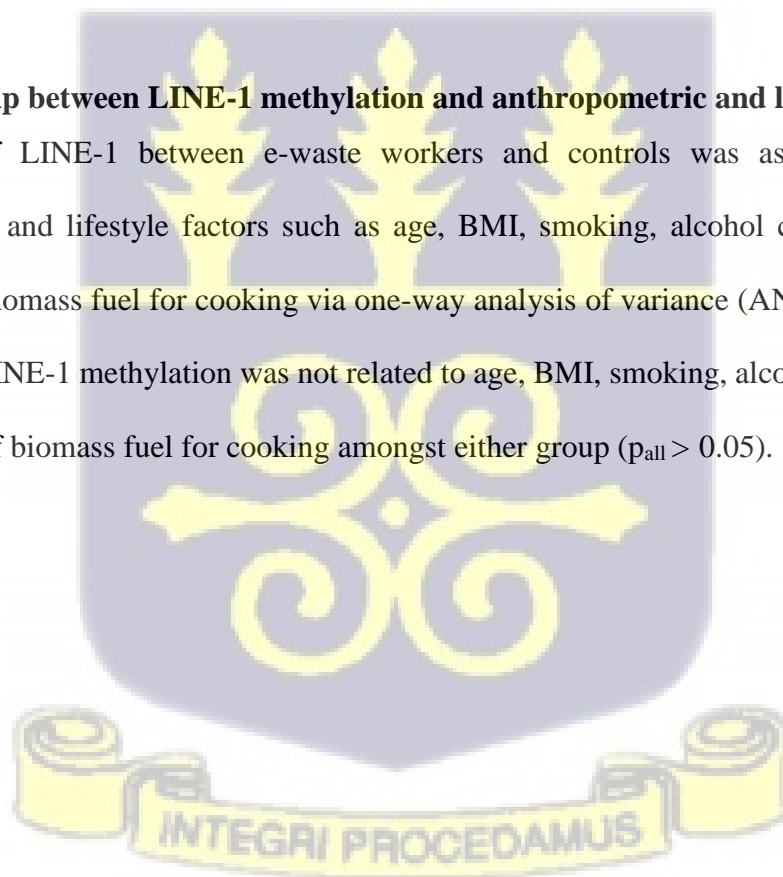 p between LINE-1 methylation and anthropometric and l
LINE-1 between e-waste workers and controls was as
and lifestyle factors such as age, BMI, smoking, alcohol c
iomass fuel for cooking via one-way analysis of variance (AN
INE-1 methylation was not related to age, BMI, smoking, alco
f biomass fuel for cooking amongst either group (pall > 0.05).
INTEGRI PROCEDAMUS